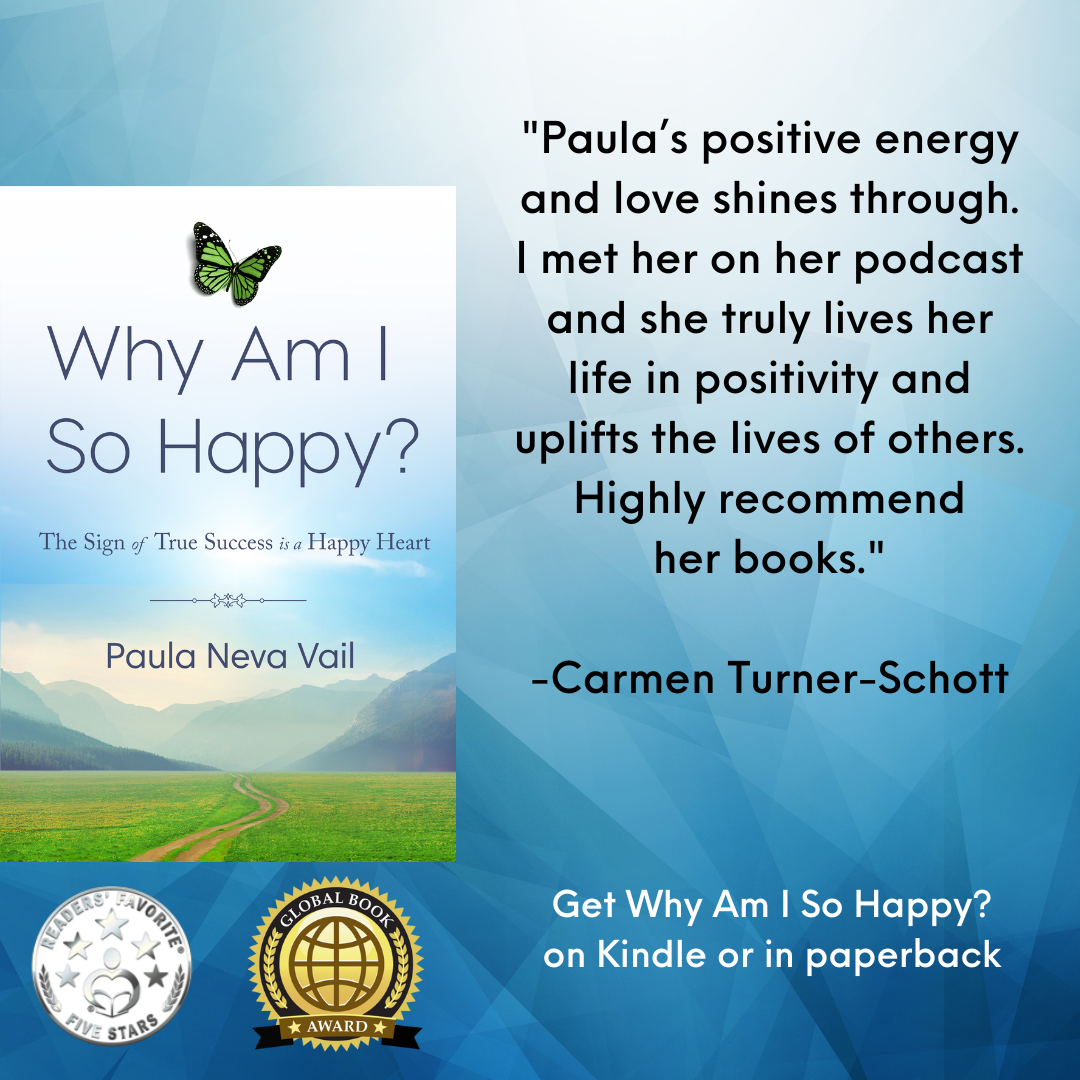 "Paula’s positive energy
and love shines through.
I met her on her podcast
and she truly lives her
life in positivity and
uplifts the lives of others.
Highly recommend
her books."
-Carmen Turner-Schott
Why Am I
So Happy?
The Sign of True Success is a Happy Heart
Paula Neva Vail
READERS' FAVORITE®
FIVE STARS
GLOBAL BOOK
AWARD
Get Why Am I So Happy?
on Kindle or in paperback